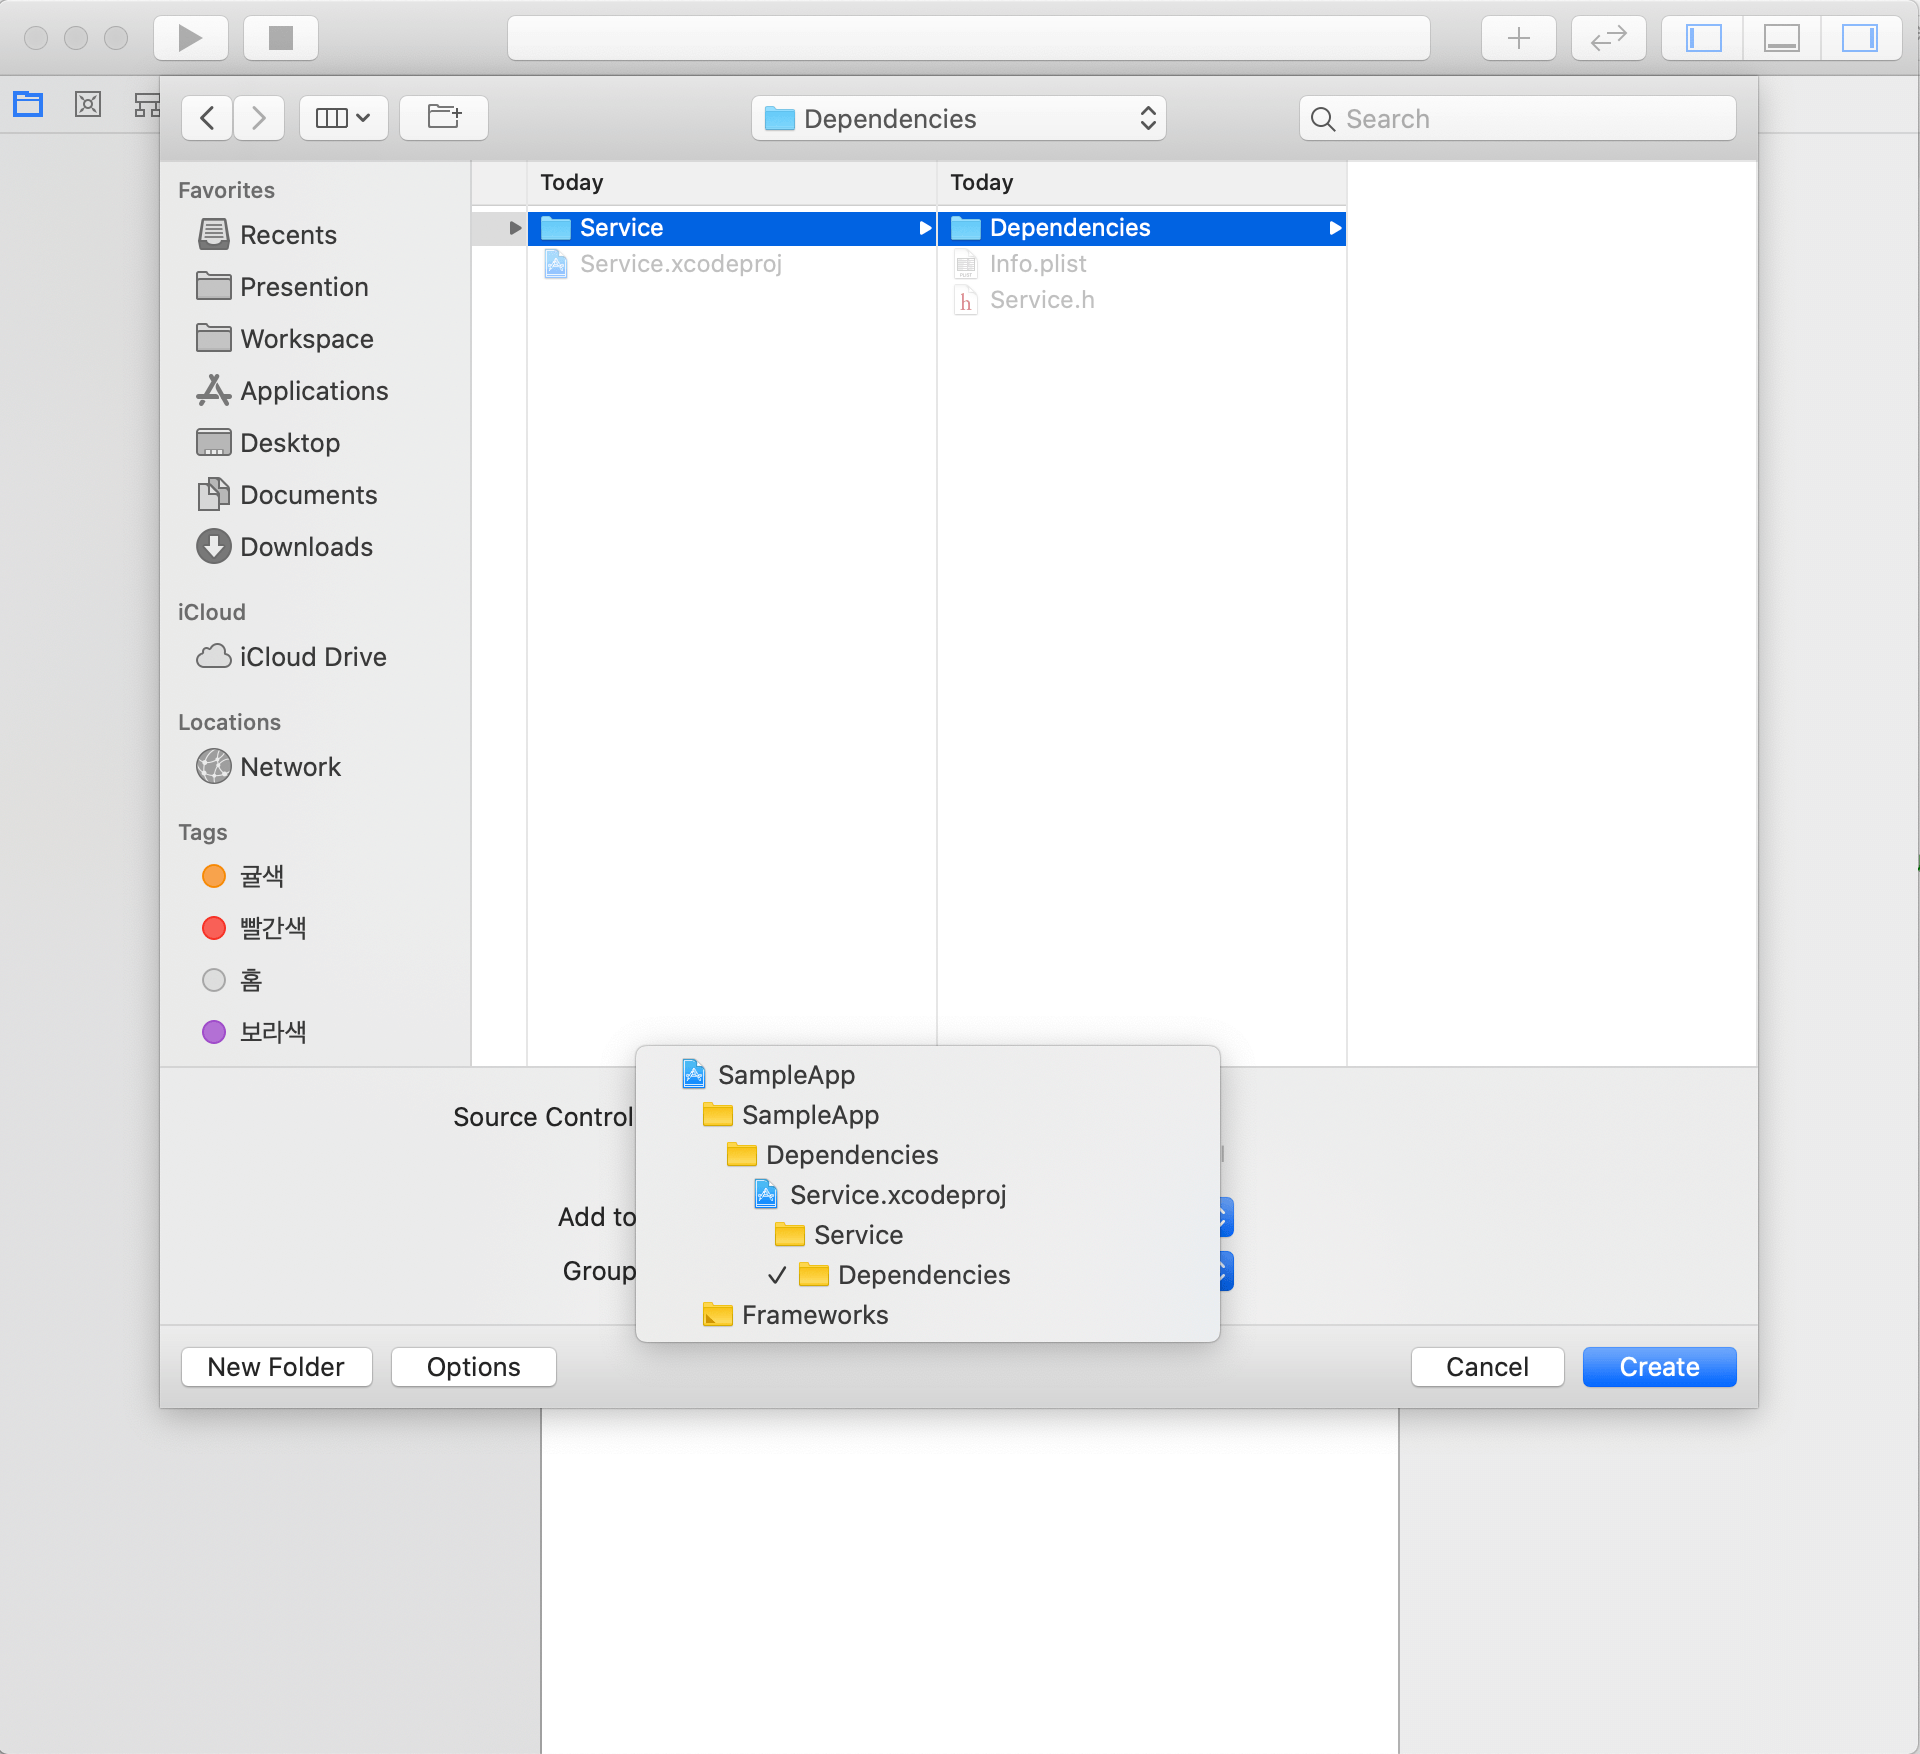 Dependencies
Search
Favorites
Recents
Presention
Workspace
Applications
Desktop
Documents
Downloads
iCloud
iCloud Drive
Locations
Network
Tags
귤색
빨간색
홈
보라색
Today
Service
Service.xcodeproj
Today
Dependencies
Info.plist
Service.h
Source Control
Add to
Group
SampleApp
SampleApp
Dependencies
Service.xcodeproj
Service
✓ Dependencies
Frameworks
New Folder
Options
Cancel
Create